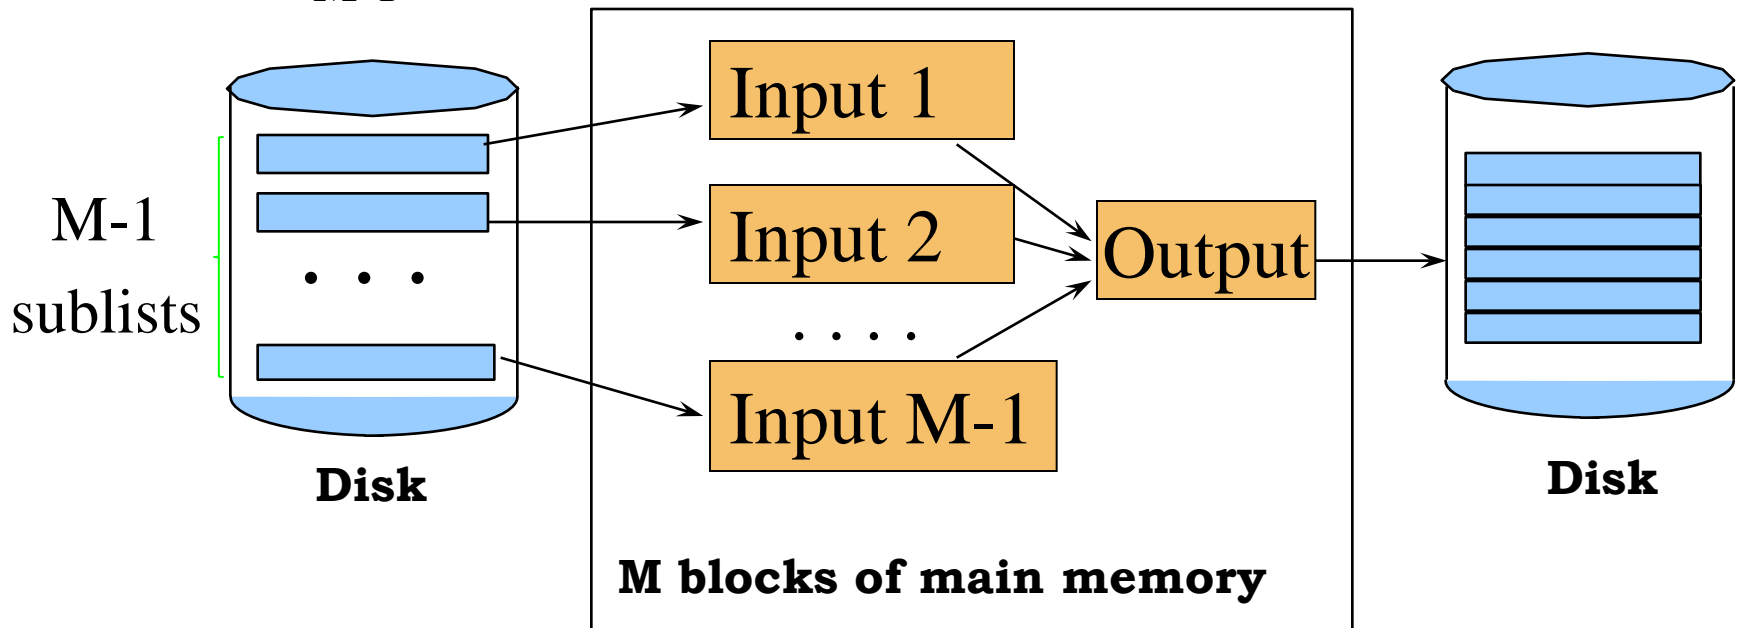 Input 1
M-1
sublists
Input 2
Output
. . .
. . . .
Input M-1
Disk
Disk
M blocks of main memory